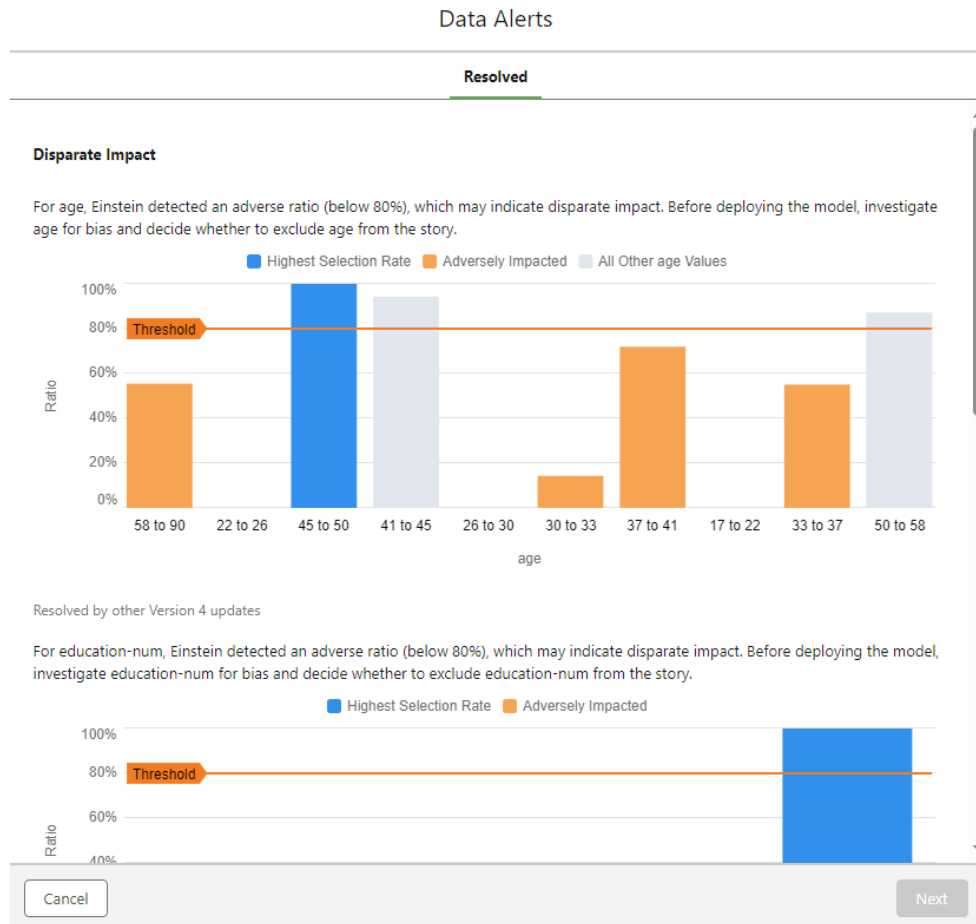 Data Alerts
Resolved
Disparate Impact
For age, Einstein detected an adverse ratio (below 80%), which may indicate disparate impact. Before deploying the model, investigate
age for bias and decide whether to exclude age from the story.
Highest Selection Rate Adversely Impacted All Other age Values
100%
80%
Threshold
60%
40%
20%
0%
Ratio
58 to 90 22 to 26 45 to 50 41 to 45 26 to 30 30 to 33 37 to 41 17 to 22 33 to 37 50 to 58
age
Resolved by other Version 4 updates
For education-num, Einstein detected an adverse ratio (below 80%), which may indicate disparate impact. Before deploying the model,
investigate education-num for bias and decide whether to exclude education-num from the story.
Highest Selection Rate Adversely Impacted
100%
80%
Threshold
60%
40%
Ratio
Cancel
Next